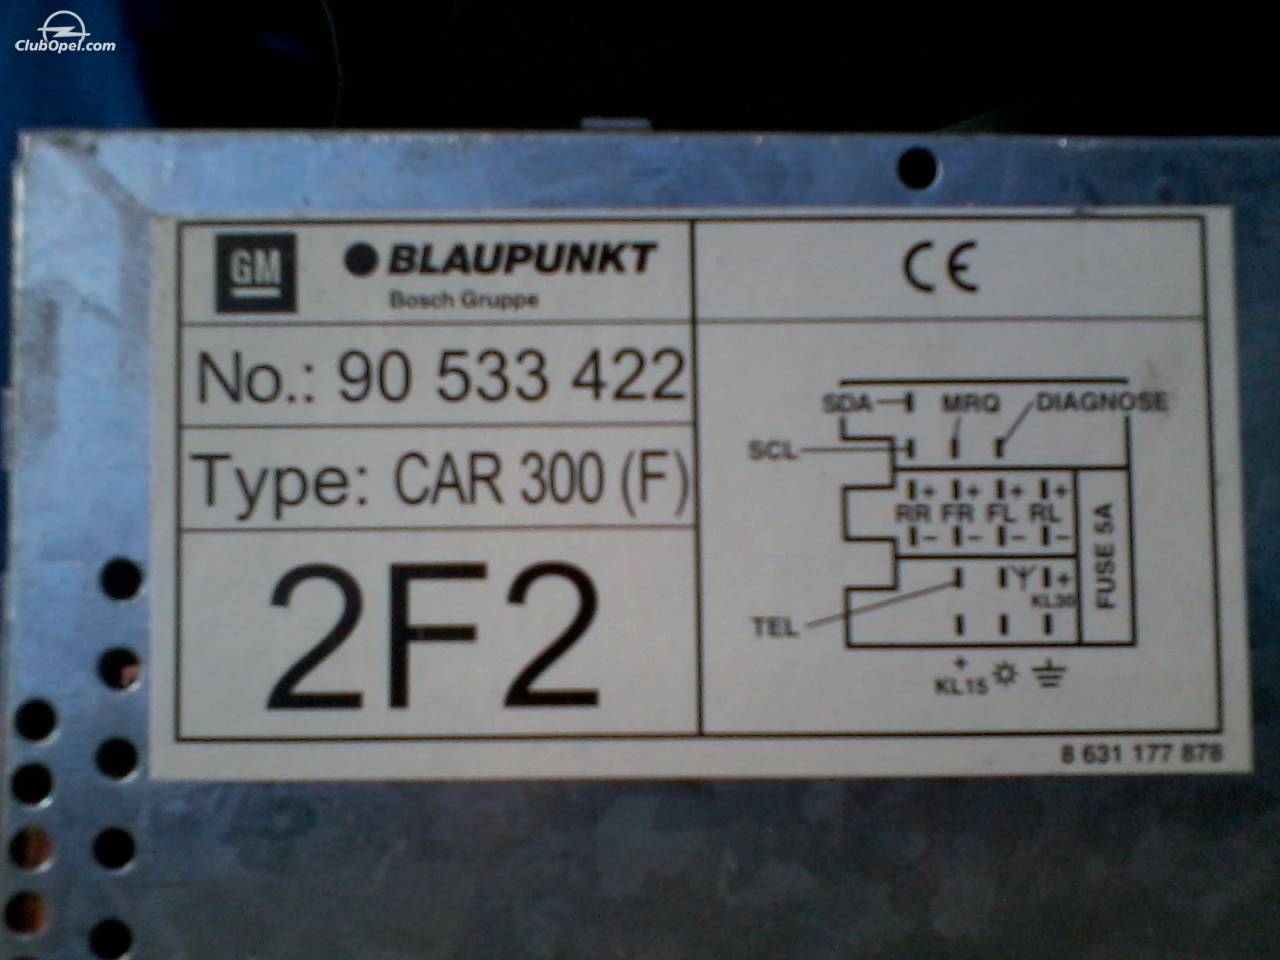 ClubOpel.com
GM
BLAUPUNKT
Bosch Gruppe
CE
No.: 90 533 422
Type: CAR 300 (F)
2F2
SDA MRQ DIAGNOSE
SCL
+ + + +
RR FR FL RL
- - - -
FUSE 5A
+
KL30
TEL
+
KL15
8 631 177 878